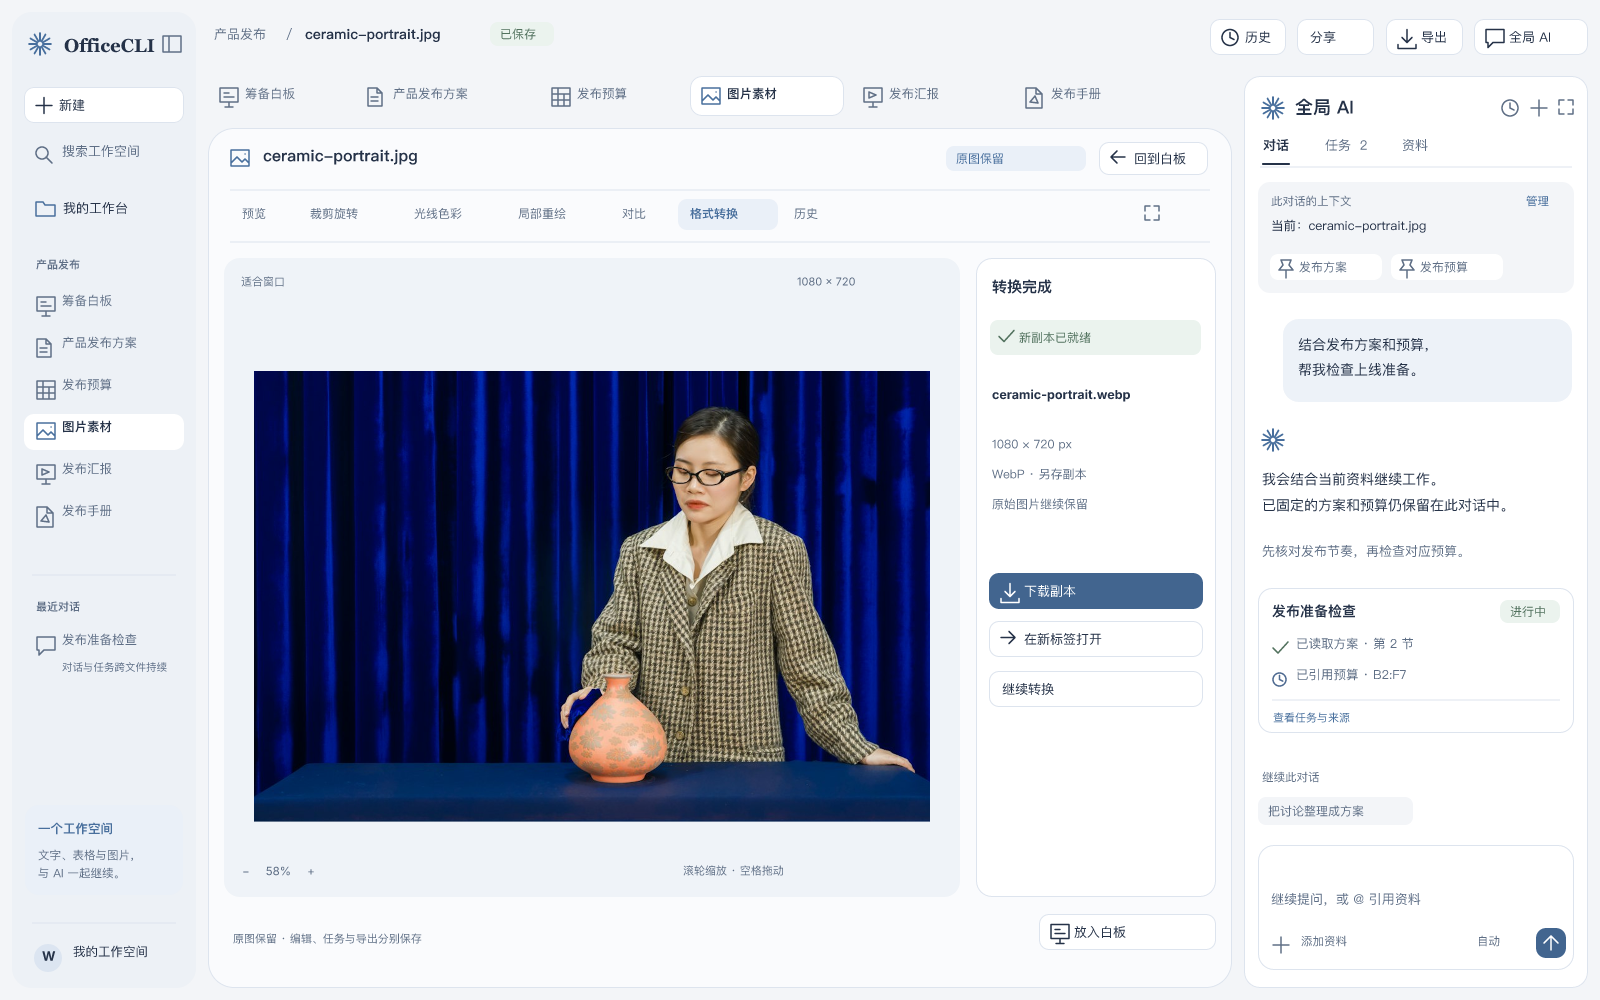 OfficeCLI
新建
搜索工作空间
我的工作台
产品发布
筹备白板
产品发布方案
发布预算
图片素材
发布汇报
发布手册
最近对话
发布准备检查
对话与任务跨文件持续
一个工作空间
文字、表格与图片，
与 AI 一起继续。
W 我的工作空间
产品发布 / ceramic-portrait.jpg 已保存
历史 分享 导出 全局 AI
筹备白板 产品发布方案 发布预算 图片素材 发布汇报 发布手册
ceramic-portrait.jpg 原图保留 回到白板
预览 裁剪旋转 光线色彩 局部重绘 对比 格式转换 历史
适合窗口 1080 × 720
− 58% + 滚轮缩放 · 空格拖动
转换完成
新副本已就绪
ceramic-portrait.webp
1080 × 720 px
WebP · 另存副本
原始图片继续保留
下载副本
在新标签打开
继续转换
原图保留 · 编辑、任务与导出分别保存
放入白板
全局 AI
对话 任务 2 资料
此对话的上下文 管理
当前：ceramic-portrait.jpg
发布方案 发布预算
结合发布方案和预算，
帮我检查上线准备。
我会结合当前资料继续工作。
已固定的方案和预算仍保留在此对话中。
先核对发布节奏，再检查对应预算。
发布准备检查 进行中
已读取方案 · 第 2 节
已引用预算 · B2:F7
查看任务与来源
继续此对话
把讨论整理成方案
继续提问，或 @ 引用资料
添加资料 自动